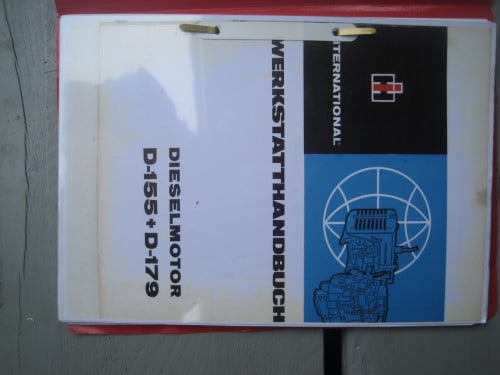 INTERNATIONAL®
WERKSTATTHANDBUCH
DIESELMOTOR
D-155 + D-179